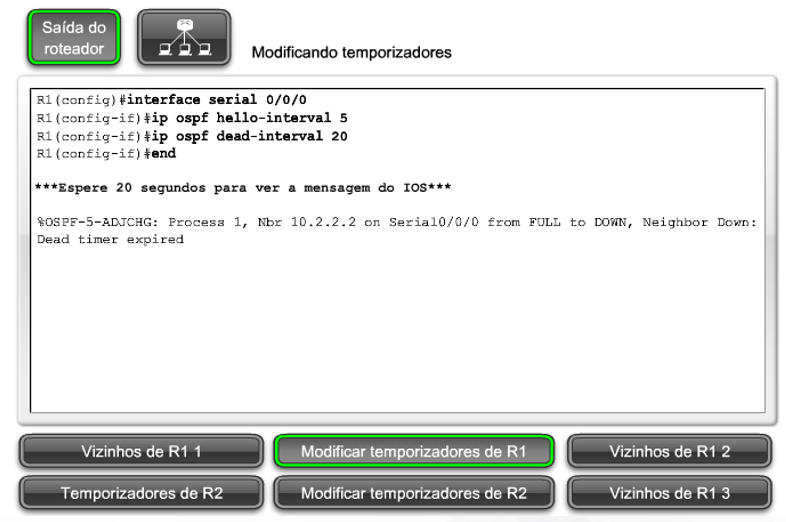 Saída do
roteador
Modificando temporizadores
R1(config)#interface serial 0/0/0
R1(config-if)#ip ospf hello-interval 5
R1(config-if)#ip ospf dead-interval 20
R1(config-if)#end
***Espere 20 segundos para ver a mensagem do IOS***
%OSPF-5-ADJCHG: Process 1, Nbr 10.2.2.2 on Serial0/0/0 from FULL to DOWN, Neighbor Down:
Dead timer expired
Vizinhos de R1 1
Modificar temporizadores de R1
Vizinhos de R1 2
Temporizadores de R2
Modificar temporizadores de R2
Vizinhos de R1 3